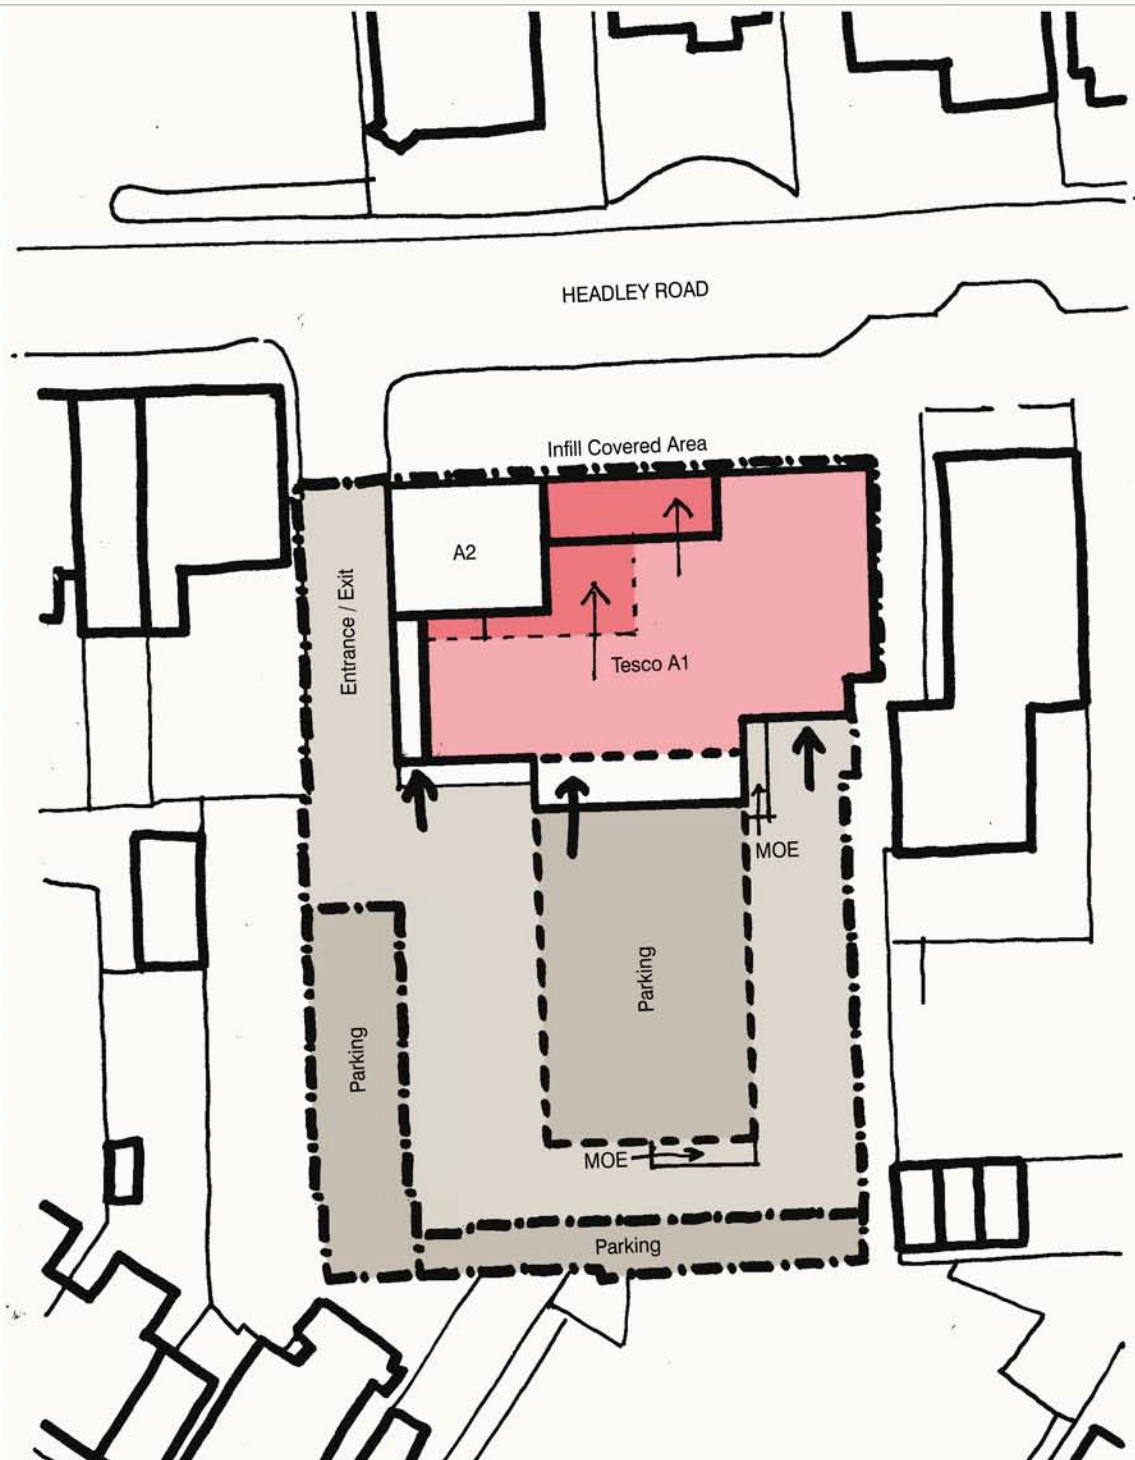 HEADLEY ROAD
Infill Covered Area
A2
Entrance / Exit
Tesco A1
MOE
Parking
Parking
MOE
Parking